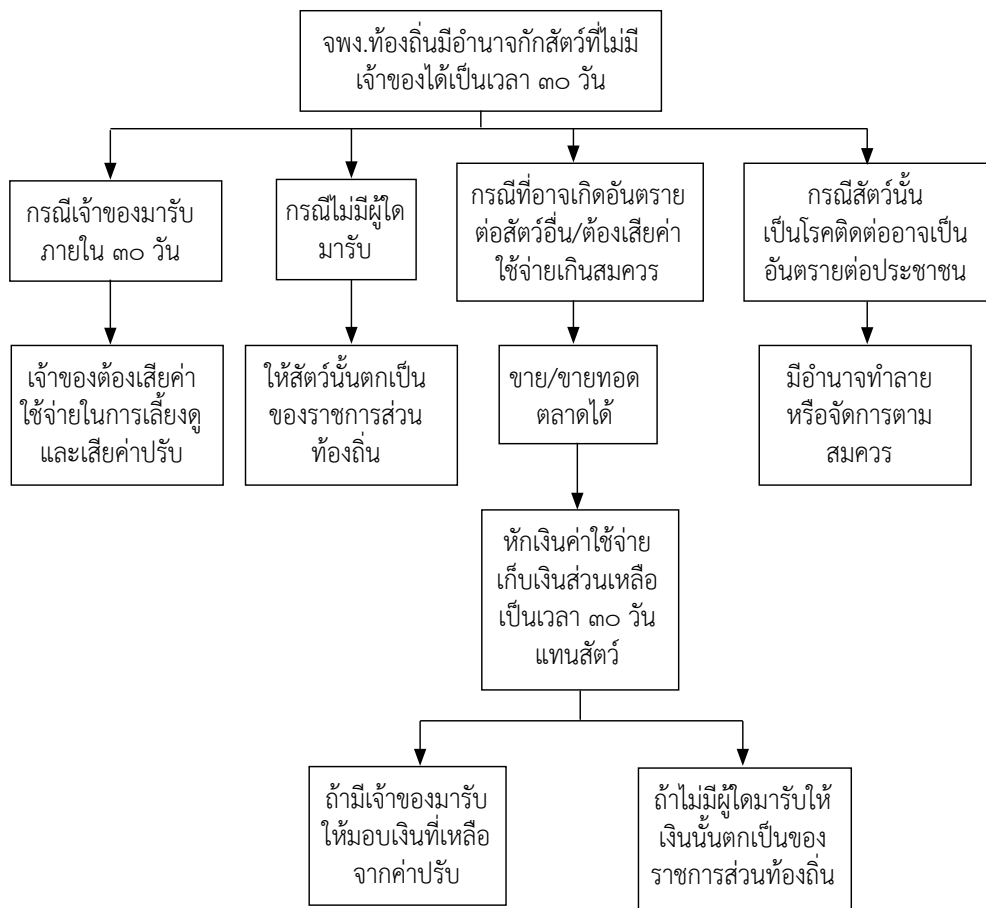 จพง.ท้องถิ่นมีอำนาจกักสัตว์ที่ไม่มี
เจ้าของได้เป็นเวลา ๓๐ วัน
กรณีเจ้าของมารับ
ภายใน ๓๐ วัน
กรณีไม่มีผู้ใด
มารับ
กรณีที่อาจเกิดอันตราย
ต่อสัตว์อื่น/ต้องเสียค่า
ใช้จ่ายเกินสมควร
กรณีสัตว์นั้น
เป็นโรคติดต่ออาจเป็น
อันตรายต่อประชาชน
เจ้าของต้องเสียค่า
ใช้จ่ายในการเลี้ยงดู
และเสียค่าปรับ
ให้สัตว์นั้นตกเป็น
ของราชการส่วน
ท้องถิ่น
ขาย/ขายทอด
ตลาดได้
มีอำนาจทำลาย
หรือจัดการตาม
สมควร
หักเงินค่าใช้จ่าย
เก็บเงินส่วนเหลือ
เป็นเวลา ๓๐ วัน
แทนสัตว์
ถ้ามีเจ้าของมารับ
ให้มอบเงินที่เหลือ
จากค่าปรับ
ถ้าไม่มีผู้ใดมารับให้
เงินนั้นตกเป็นของ
ราชการส่วนท้องถิ่น